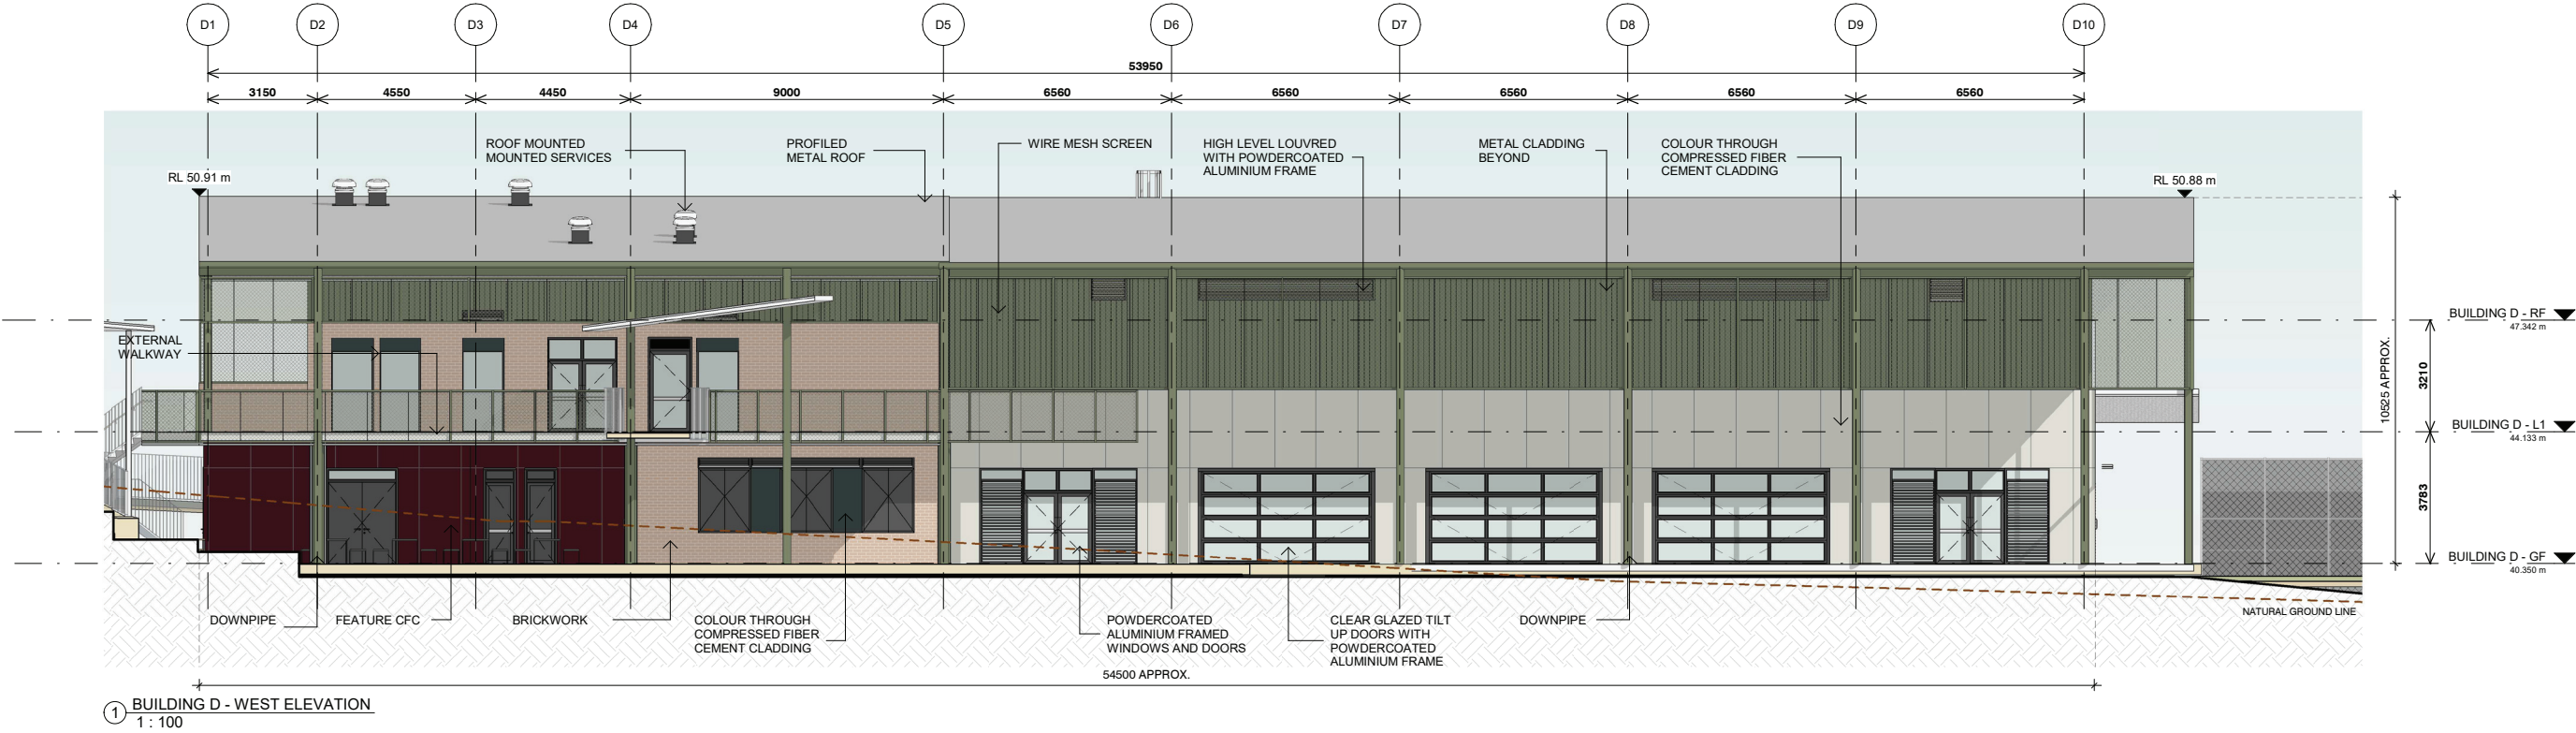 D1 D2 D3 D4 D5 D6 D7 D8 D9 D10
53950
3150 4550 4450 9000 6560 6560 6560 6560 6560
ROOF MOUNTED
MOUNTED SERVICES
PROFILED
METAL ROOF
WIRE MESH SCREEN
HIGH LEVEL LOUVRED
WITH POWDERCOATED
ALUMINIUM FRAME
METAL CLADDING
BEYOND
COLOUR THROUGH
COMPRESSED FIBER
CEMENT CLADDING
RL 50.91 m
RL 50.88 m
EXTERNAL
WALKWAY
BUILDING D - RF
47.342 m
10525 APPROX.
3210
BUILDING D - L1
44.133 m
3783
BUILDING D - GF
40.350 m
NATURAL GROUND LINE
DOWNPIPE
FEATURE CFC
BRICKWORK
COLOUR THROUGH
COMPRESSED FIBER
CEMENT CLADDING
POWDERCOATED
ALUMINIUM FRAMED
WINDOWS AND DOORS
CLEAR GLAZED TILT
UP DOORS WITH
POWDERCOATED
ALUMINIUM FRAME
DOWNPIPE
54500 APPROX.
1 BUILDING D - WEST ELEVATION
1 : 100